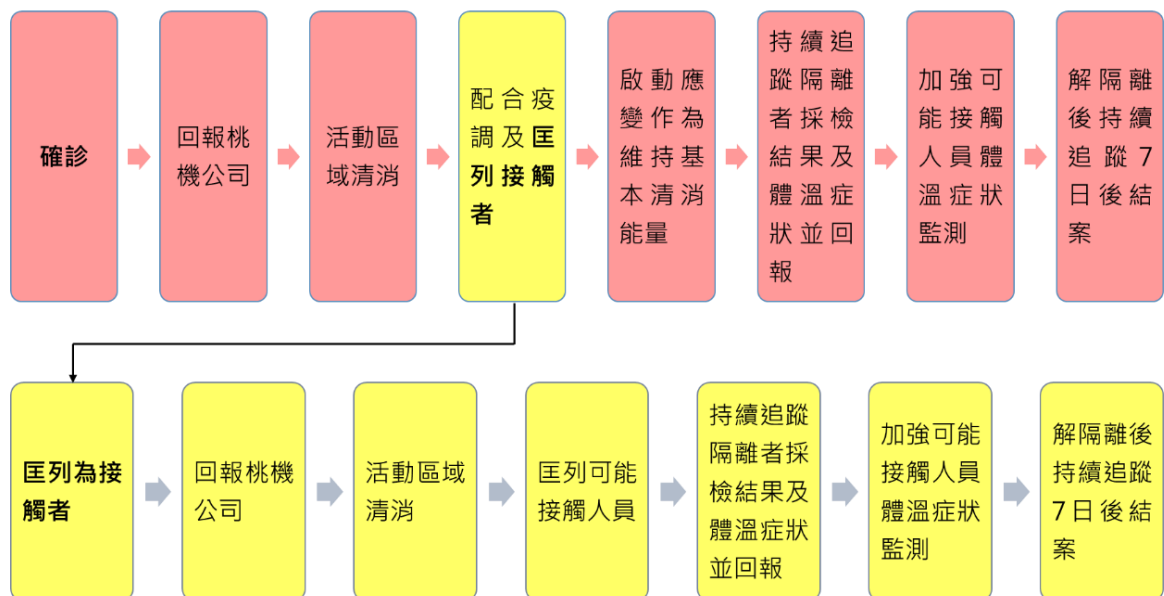 確診
回報桃
機公司
活動區
域清消
配合疫
調及匡
列接觸
者
啟動應
變作為
維持基
本清消
能量
持續追
蹤隔離
者採檢
結果及
體溫症
狀並回
報
加強可
能接觸
人員體
溫症狀
監測
解隔離
後持續
追蹤7
日後結
案
匡列為接
觸者
回報桃機
公司
活動區域
清消
匡列可能
接觸人員
持續追蹤
隔離者採
檢結果及
體溫症狀
並回報
加強可能
接觸人員
體溫症狀
監測
解隔離後
持續追蹤
7日後結
案